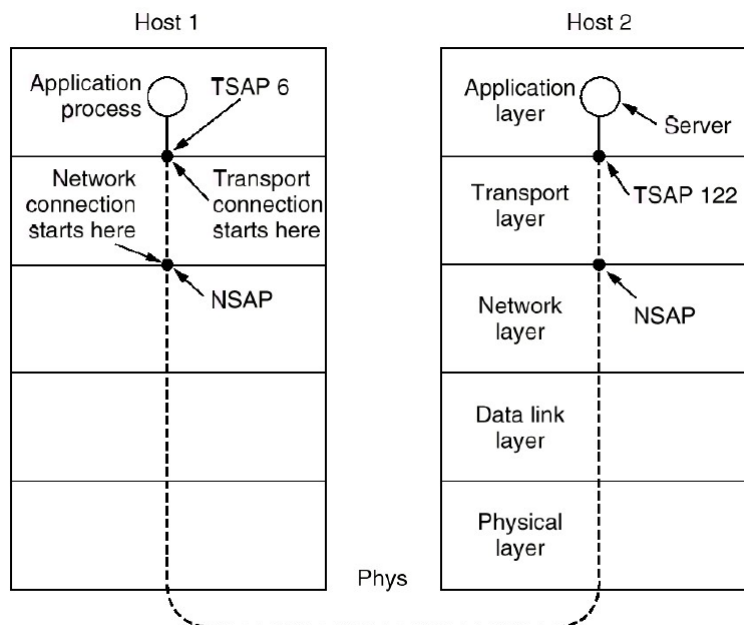 Host 1
Application
process
TSAP 6
Network
connection
starts here
Transport
connection
starts here
NSAP
Host 2
Application
layer
Server
Transport
layer
TSAP 122
Network
layer
NSAP
Data link
layer
Physical
layer
Phys